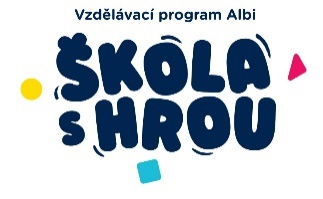 Vzdělávací program Albi
ŠKOLA
S HROU